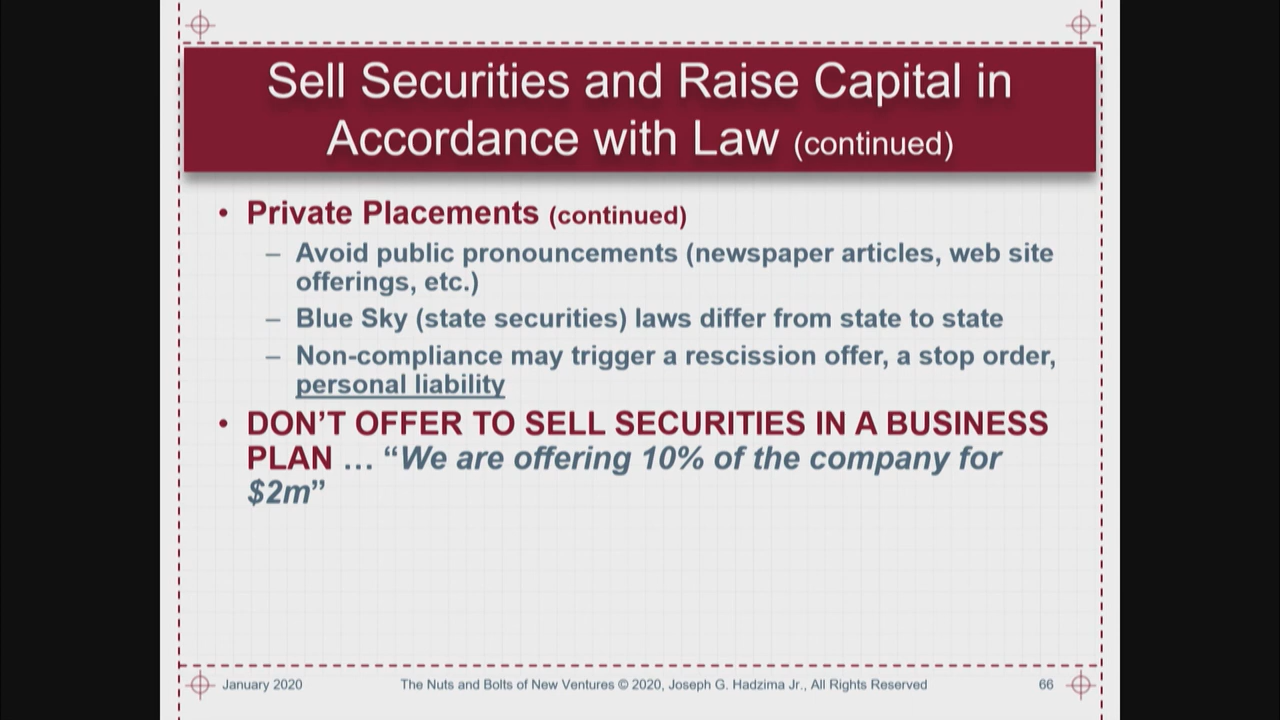 Sell Securities and Raise Capital in
Accordance with Law (continued)
• Private Placements (continued)
– Avoid public pronouncements (newspaper articles, web site
offerings, etc.)
– Blue Sky (state securities) laws differ from state to state
– Non-compliance may trigger a rescission offer, a stop order,
personal liability
• DON’T OFFER TO SELL SECURITIES IN A BUSINESS
PLAN … “We are offering 10% of the company for
$2m”
January 2020 The Nuts and Bolts of New Ventures © 2020, Joseph G. Hadzima Jr., All Rights Reserved 66